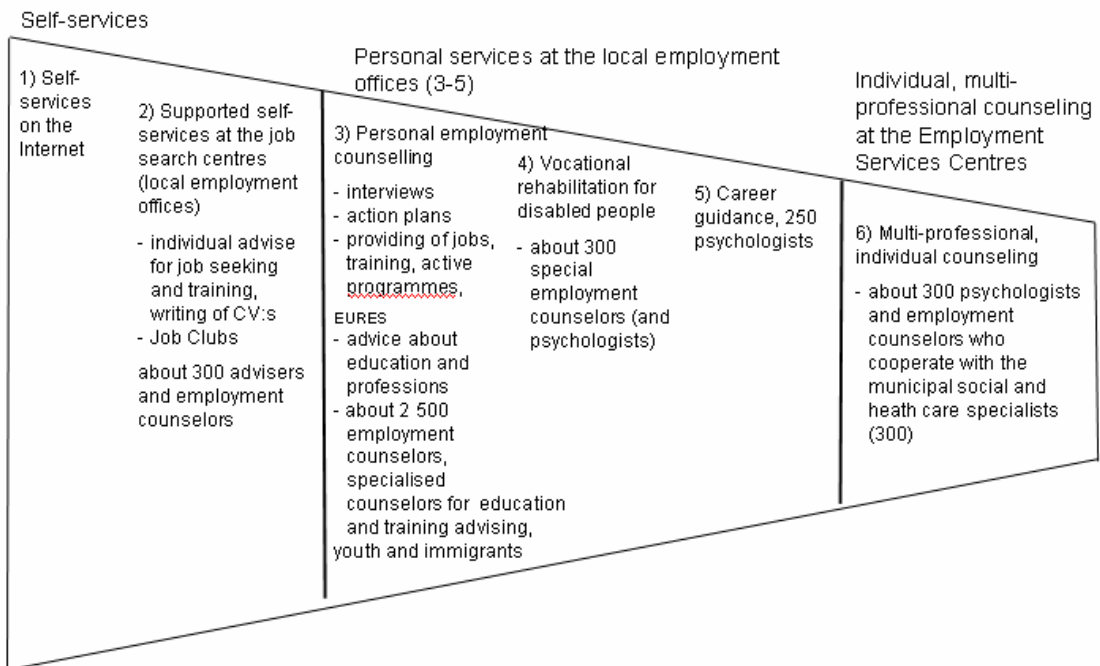 Self-services
1) Self-
services
on the
Internet
2) Supported self-
services at the job
search centres
(local employment
offices)
- individual advise
for job seeking
and training,
writing of CV:s
- Job Clubs
about 300 advisers
and employment
counselors
Personal services at the local employment
offices (3-5)
3) Personal employment
counselling
- interviews
- action plans
- providing of jobs,
training, active
programmes,
EURES
- advice about
education and
professions
- about 2 500
employment
counselors,
specialised
counselors for education
and training advising,
youth and immigrants
4) Vocational
rehabilitation for
disabled people
- about 300
special
employment
counselors (and
psychologists)
5) Career
guidance, 250
psychologists
Individual, multi-
professional counseling
at the Employment
Services Centres
6) Multi-professional,
individual counseling
- about 300 psychologists
and employment
counselors who
cooperate with the
municipal social and
heath care specialists
(300)